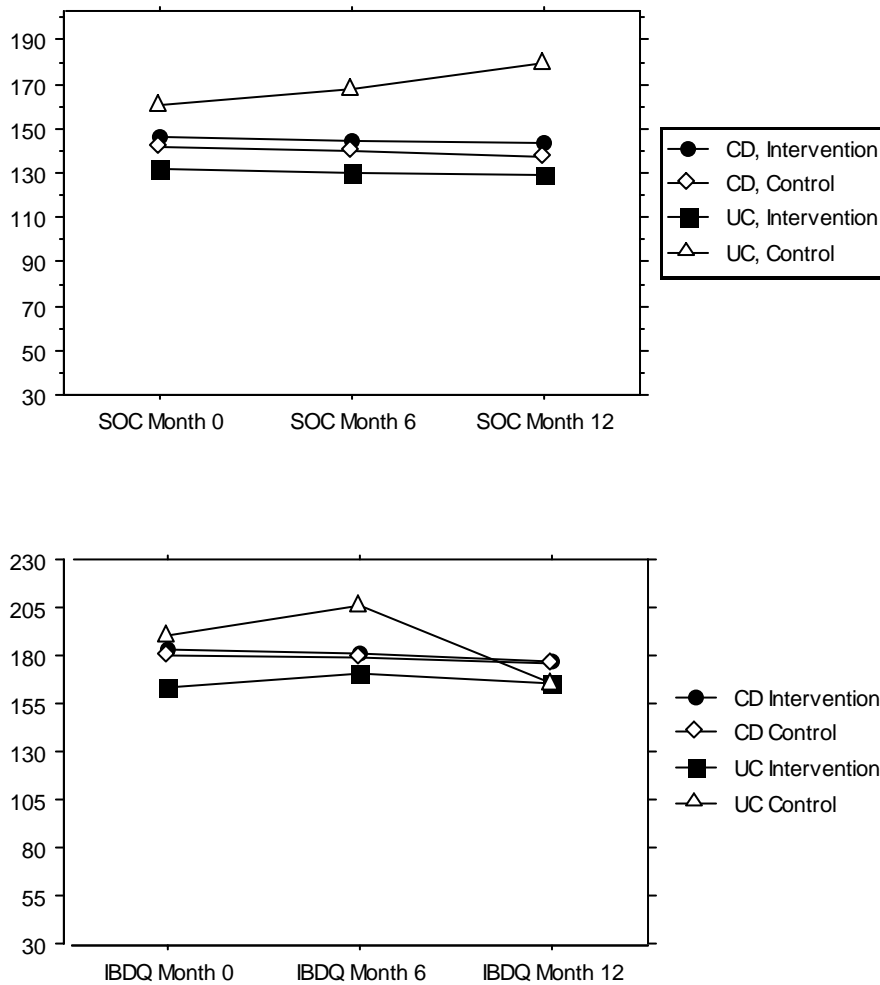 190
170
150
130
110
90
70
50
30
SOC Month 0 SOC Month 6 SOC Month 12
CD, Intervention
CD, Control
UC, Intervention
UC, Control
230
205
180
155
130
105
80
55
30
IBDQ Month 0 IBDQ Month 6 IBDQ Month 12
CD Intervention
CD Control
UC Intervention
UC Control